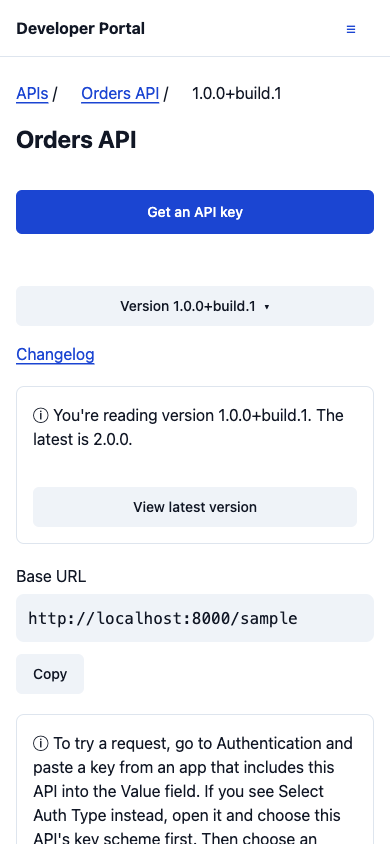 Developer Portal ≡
APIs / Orders API / 1.0.0+build.1
Orders API
Get an API key
Version 1.0.0+build.1 ▾
Changelog
ⓘ You're reading version 1.0.0+build.1. The
latest is 2.0.0.
View latest version
Base URL
http://localhost:8000/sample
Copy
ⓘ To try a request, go to Authentication and
paste a key from an app that includes this
API into the Value field. If you see Select
Auth Type instead, open it and choose this
API's key scheme first. Then choose an